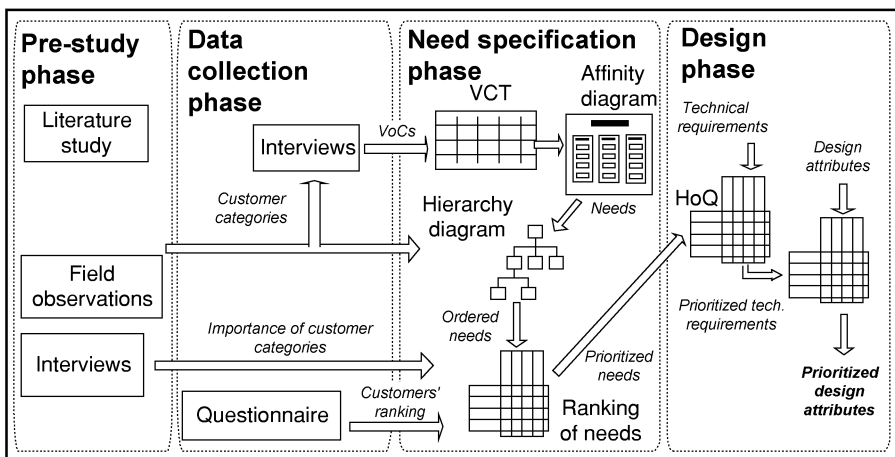 Pre-study
phase
Literature
study
Field
observations
Interviews
Data
collection
phase
Interviews
VoCs
Customer
categories
Importance of customer
categories
Questionnaire
Customers'
ranking
Need specification
phase
VCT
Affinity
diagram
Hierarchy
diagram
Needs
Ordered
needs
Prioritized
needs
Ranking
of needs
Design
phase
Technical
requirements
Design
attributes
HoQ
Prioritized tech.
requirements
Prioritized
design
attributes